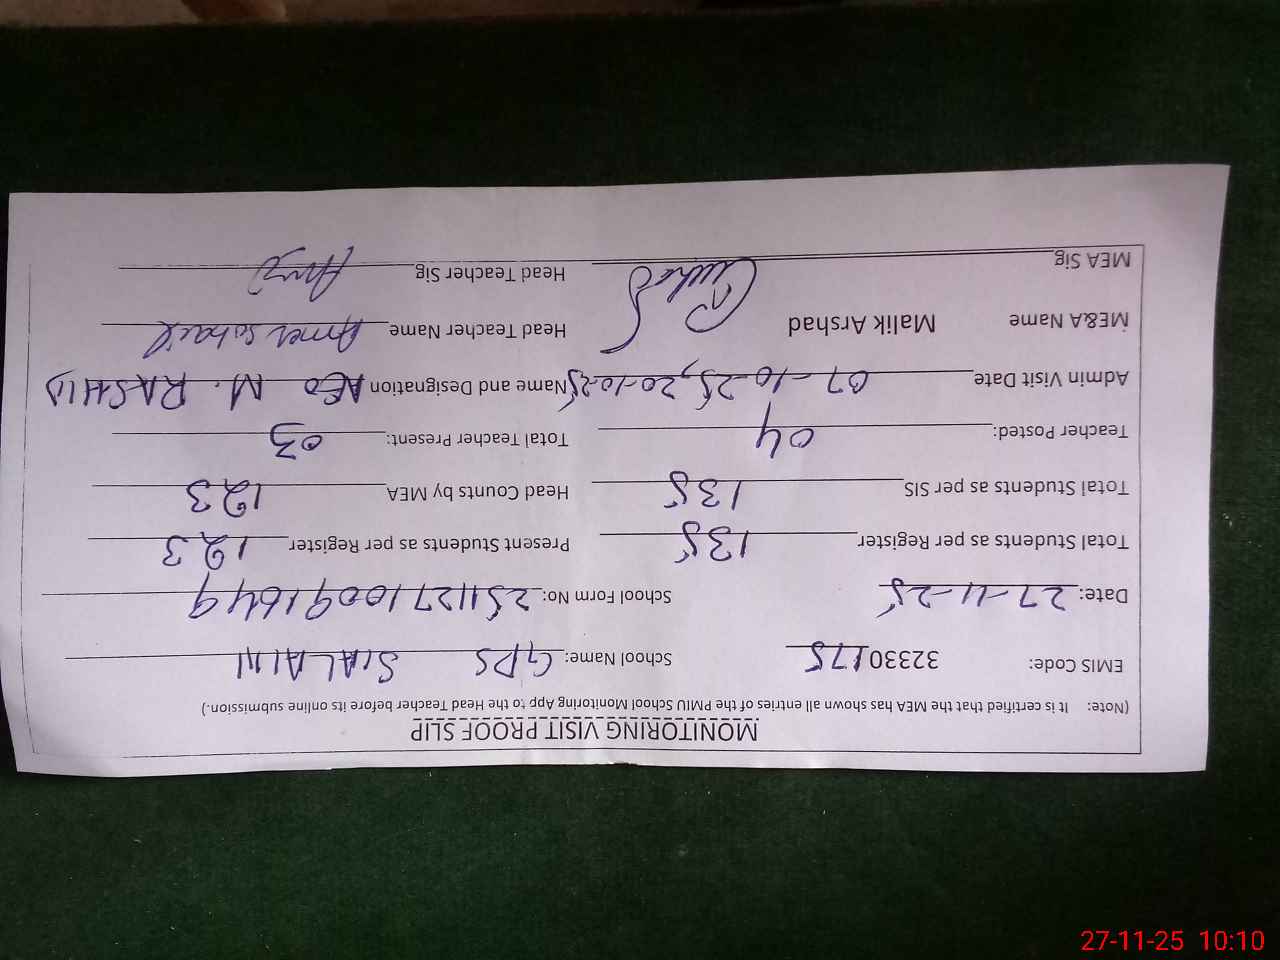 MONITORING VISIT PROOF SLIP
(Note: It is certified that the MEA has shown all entries of the PMIU School Monitoring App to the Head Teacher before its online submission.)
EMIS Code: 32330175 School Name: GPS SIALAIN
Date: 27-11-25 School Form No: 25112710091649
Total Students as per Register 135 Present Students as per Register 123
Total Students as per SIS 135 Head Counts by MEA 123
Teacher Posted: 04 Total Teacher Present: 03
Admin Visit Date 07-10-25, 20-10-25 Name and Designation AEO M. RASHID
ME&A Name Malik Arshad Head Teacher Name Amer Sohail
MEA Sig Head Teacher Sig
27-11-25 10:10